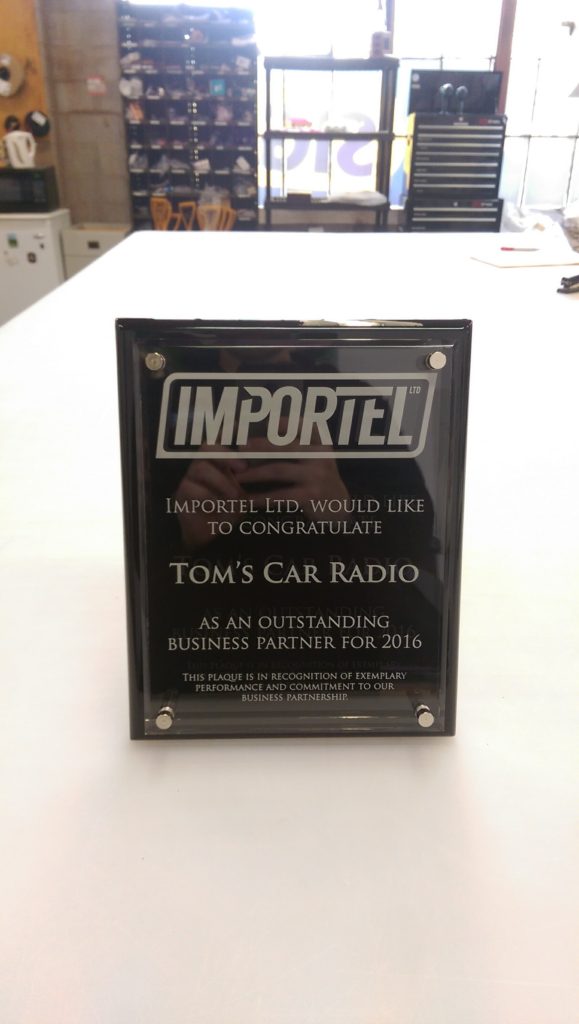 IMPORTEL LTD
IMPORTEL LTD. WOULD LIKE
TO CONGRATULATE
TOM'S CAR RADIO
AS AN OUTSTANDING
BUSINESS PARTNER FOR 2016
THIS PLAQUE IS IN RECOGNITION OF EXEMPLARY
PERFORMANCE AND COMMITMENT TO OUR
BUSINESS PARTNERSHIP.